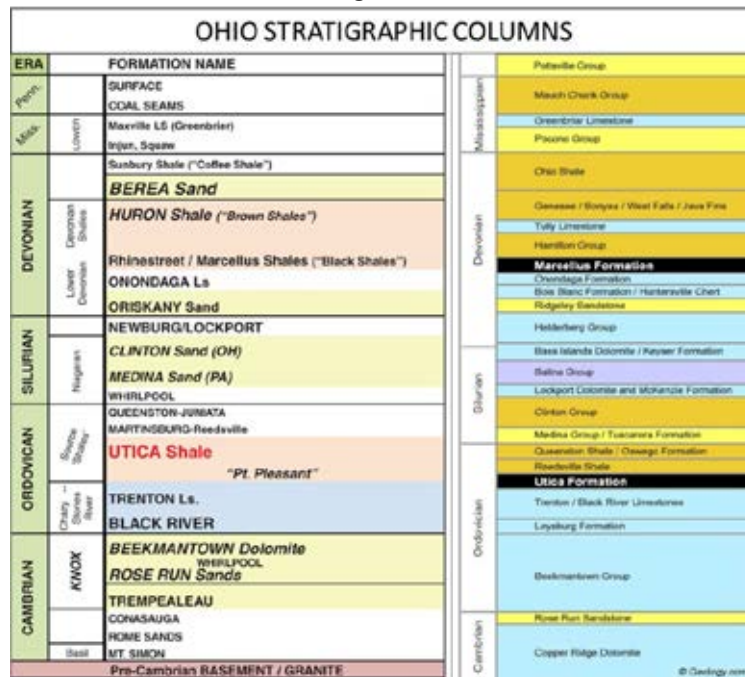 OHIO STRATIGRAPHIC COLUMNS
ERA
FORMATION NAME
Penn.
SURFACE
COAL SEAMS
Miss.
LOWER
Maxville LS (Greenbrier)
Injun, Squaw
DEVONIAN
Sunbury Shale ("Coffee Shale")
BEREA Sand
Devonian
Shales
HURON Shale ("Brown Shales")
Rhinestreet / Marcellus Shales ("Black Shales")
Lower
Devonian
ONONDAGA Ls
ORISKANY Sand
SILURIAN
NEWBURG/LOCKPORT
Niagaran
CLINTON Sand (OH)
MEDINA Sand (PA)
WHIRLPOOL
ORDOVICAN
QUEENSTON-JUNIATA
MARTINSBURG-Reedsville
Source
Shales
UTICA Shale
"Pt. Pleasant"
Chazy --
Stones
River
TRENTON Ls.
BLACK RIVER
CAMBRIAN
KNOX
BEEKMANTOWN Dolomite
WHIRLPOOL
ROSE RUN Sands
TREMPEALEAU
CONASAUGA
ROME SANDS
Basil
MT. SIMON
Pre-Cambrian BASEMENT / GRANITE
Pottsville Group
Mississippian
Mauch Chunk Group
Greenbriar Limestone
Pocono Group
Devonian
Ohio Shale
Genesee / Sonyea / West Falls / Java Fms
Tully Limestone
Hamilton Group
Marcellus Formation
Onondaga Formation
Bois Blanc Formation / Huntersville Chert
Ridgeley Sandstone
Helderberg Group
Silurian
Bass Islands Dolomite / Keyser Formation
Salina Group
Lockport Dolomite and McKenzie Formation
Clinton Group
Medina Group / Tuscarora Formation
Ordovician
Queenston Shale / Oswego Formation
Reedsville Shale
Utica Formation
Trenton / Black River Limestones
Loysburg Formation
Beekmantown Group
Cambrian
Rose Run Sandstone
Copper Ridge Dolomite
© Geology.com